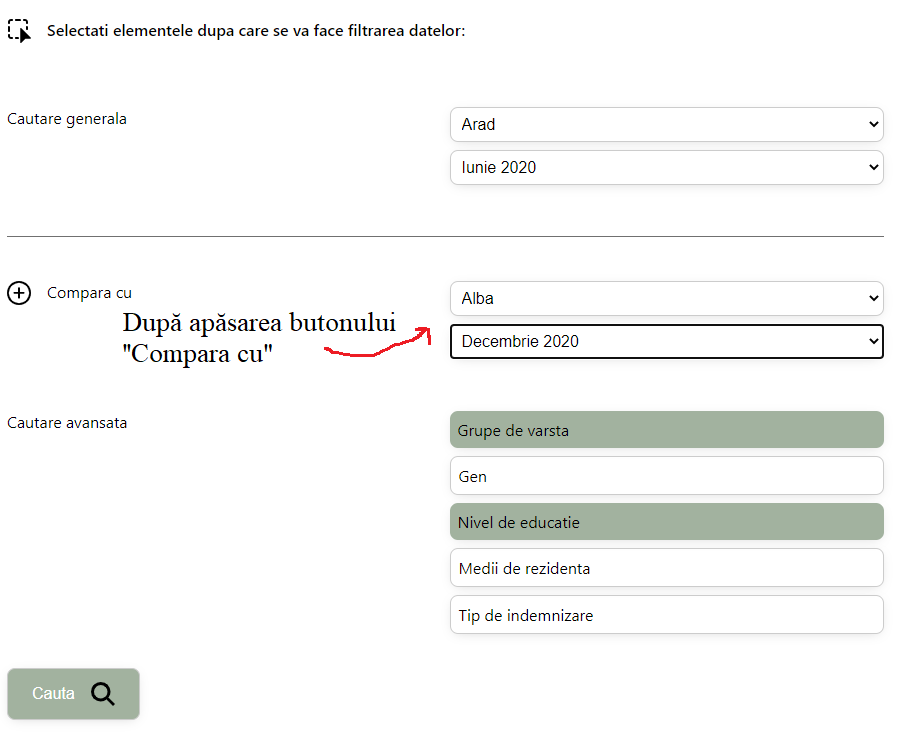 Selectati elementele dupa care se va face filtrarea datelor:
Cautare generala
Arad
Iunie 2020
Compara cu
Alba
După apăsarea butonului
"Compara cu"
Decembrie 2020
Cautare avansata
Grupe de varsta
Gen
Nivel de educatie
Medii de rezidenta
Tip de indemnizare
Cauta